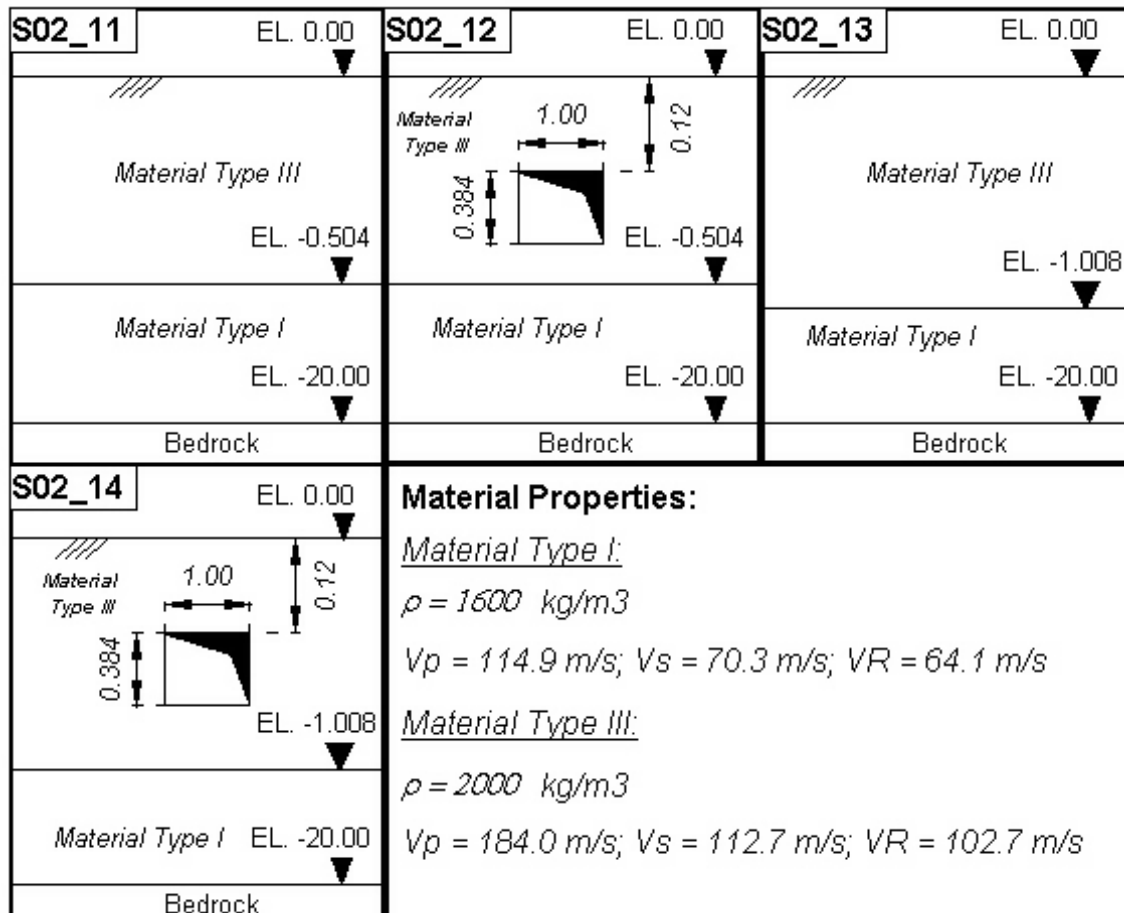 S02_11
EL. 0.00
Material Type III
EL. -0.504
Material Type I
EL. -20.00
Bedrock
S02_12
EL. 0.00
Material
Type III
1.00
0.12
0.384
EL. -0.504
Material Type I
EL. -20.00
Bedrock
S02_13
EL. 0.00
Material Type III
EL. -1.008
Material Type I
EL. -20.00
Bedrock
S02_14
EL. 0.00
Material
Type III
1.00
0.12
0.384
EL. -1.008
Material Type I
EL. -20.00
Bedrock
Material Properties:
Material Type I:
ρ = 1600 kg/m3
Vp = 114.9 m/s; Vs = 70.3 m/s; VR = 64.1 m/s
Material Type III:
ρ = 2000 kg/m3
Vp = 184.0 m/s; Vs = 112.7 m/s; VR = 102.7 m/s